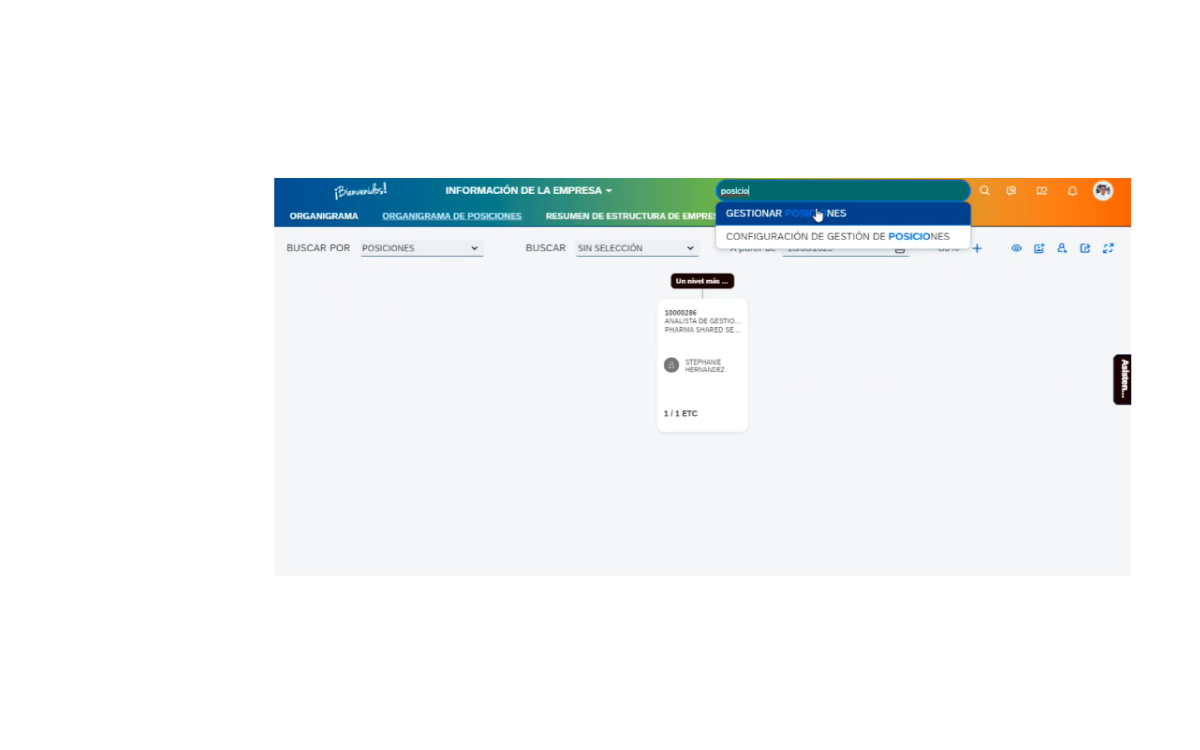 ¡Bienvenidos!
INFORMACIÓN DE LA EMPRESA
posicio
ORGANIGRAMA
ORGANIGRAMA DE POSICIONES
RESUMEN DE ESTRUCTURA DE EMPRE
GESTIONAR POSICIONES
CONFIGURACIÓN DE GESTIÓN DE POSICIONES
BUSCAR POR
POSICIONES
BUSCAR
SIN SELECCIÓN
A partir de
Un nivel más ...
10000286
ANALISTA DE GESTIO...
PHARMA SHARED SE...
STEPHANIE
HERNANDEZ
1 / 1 ETC
Asisten...